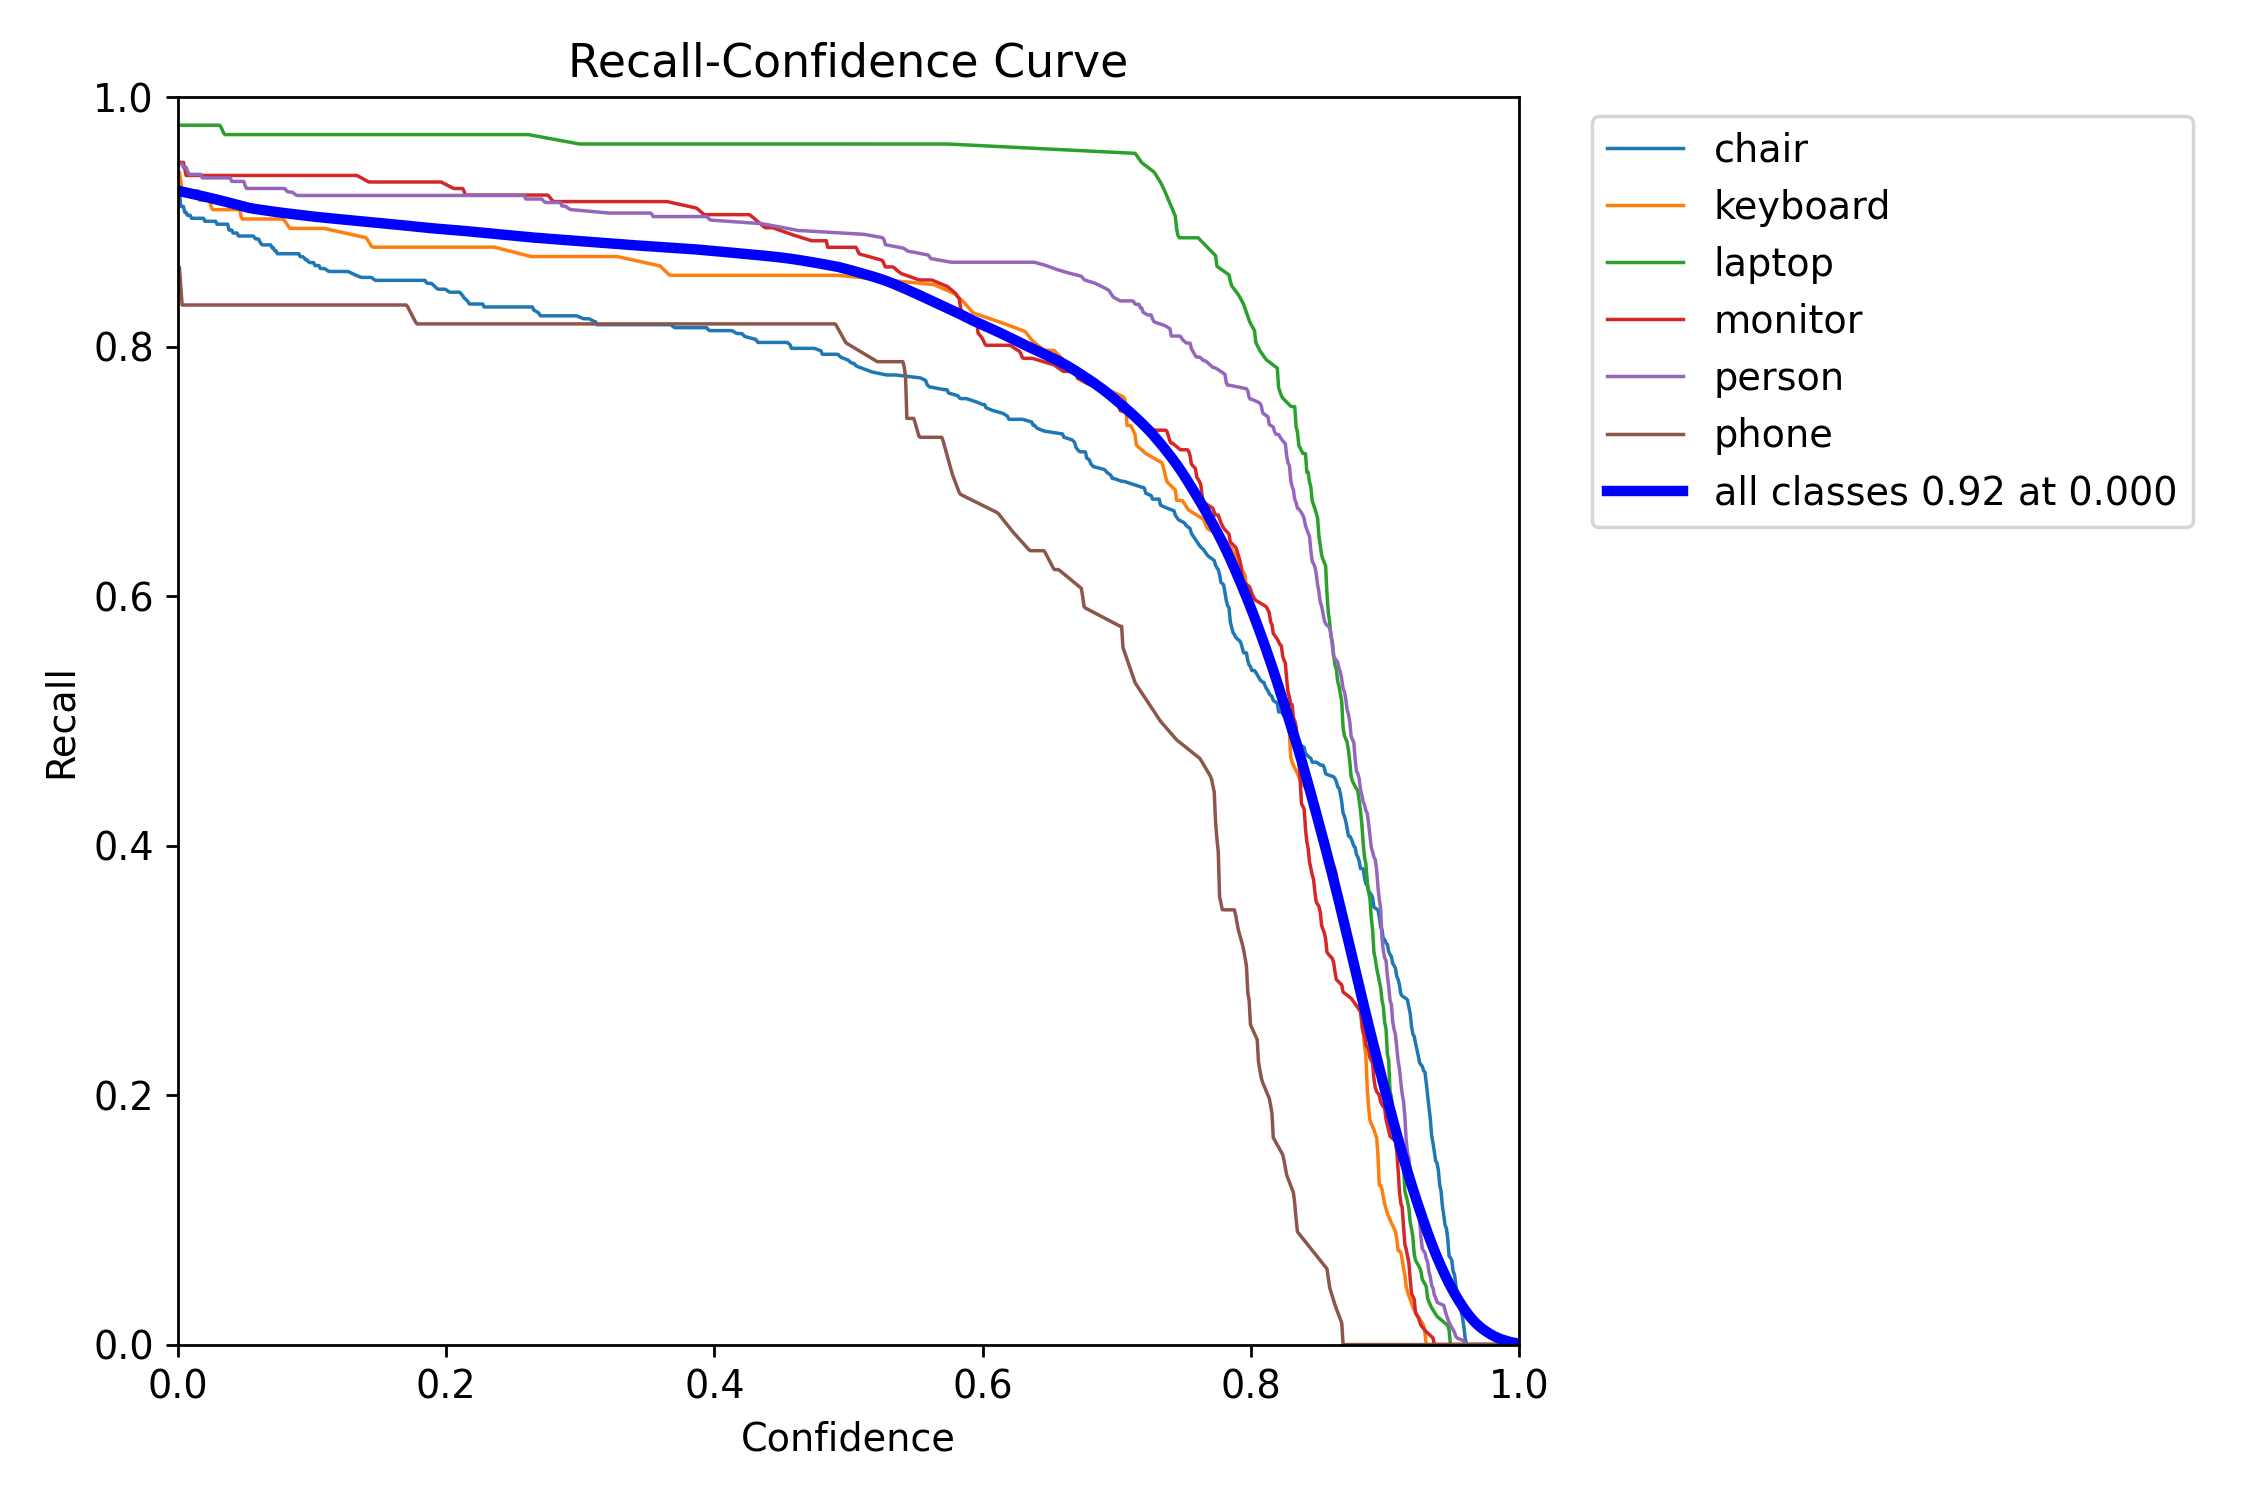 Recall-Confidence Curve
1.0
0.8
0.6
0.4
0.2
0.0
Recall
0.0 0.2 0.4 0.6 0.8 1.0
Confidence
chair
keyboard
laptop
monitor
person
phone
all classes 0.92 at 0.000